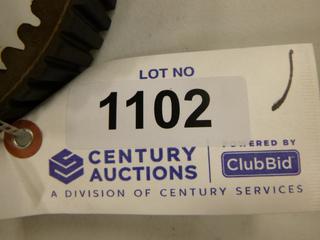 LOT NO
1102
CENTURY AUCTIONS
POWERED BY
ClubBid
A DIVISION OF CENTURY SERVICES